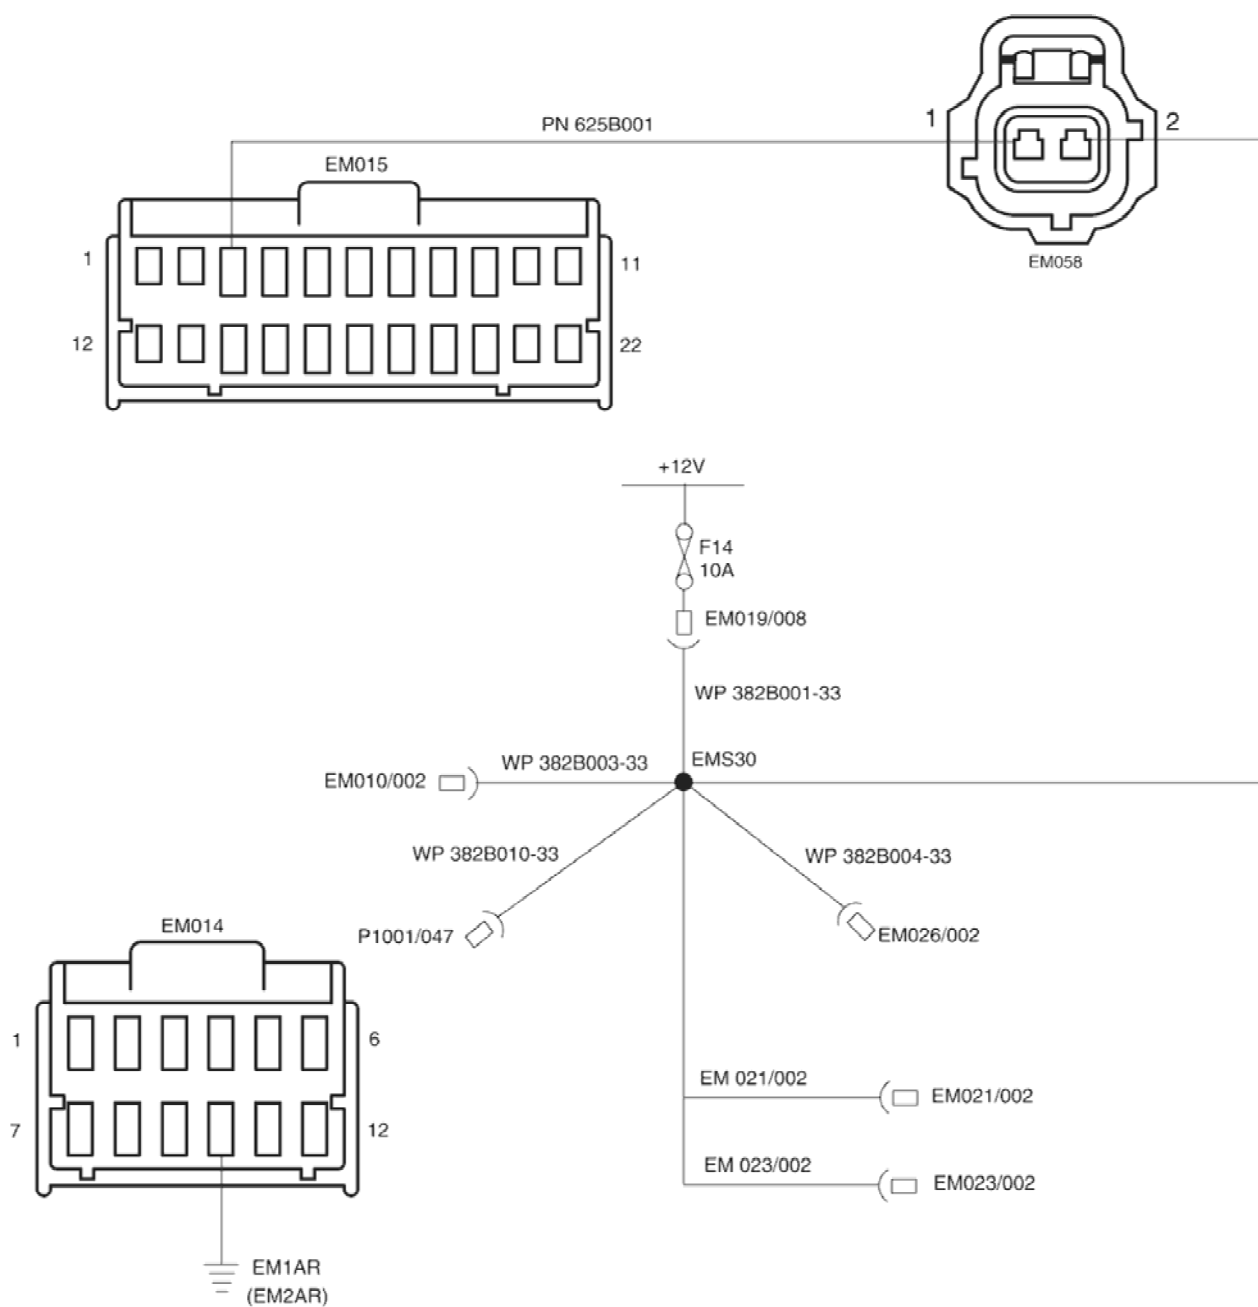 PN 625B001
1
2
EM015
1
11
EM058
12
22
+12V
F14
10A
EM019/008
WP 382B001-33
EMS30
WP 382B003-33
EM010/002
WP 382B010-33
WP 382B004-33
EM014
P1001/047
EM026/002
1
6
EM 021/002
EM021/002
7
12
EM 023/002
EM023/002
EM1AR
(EM2AR)